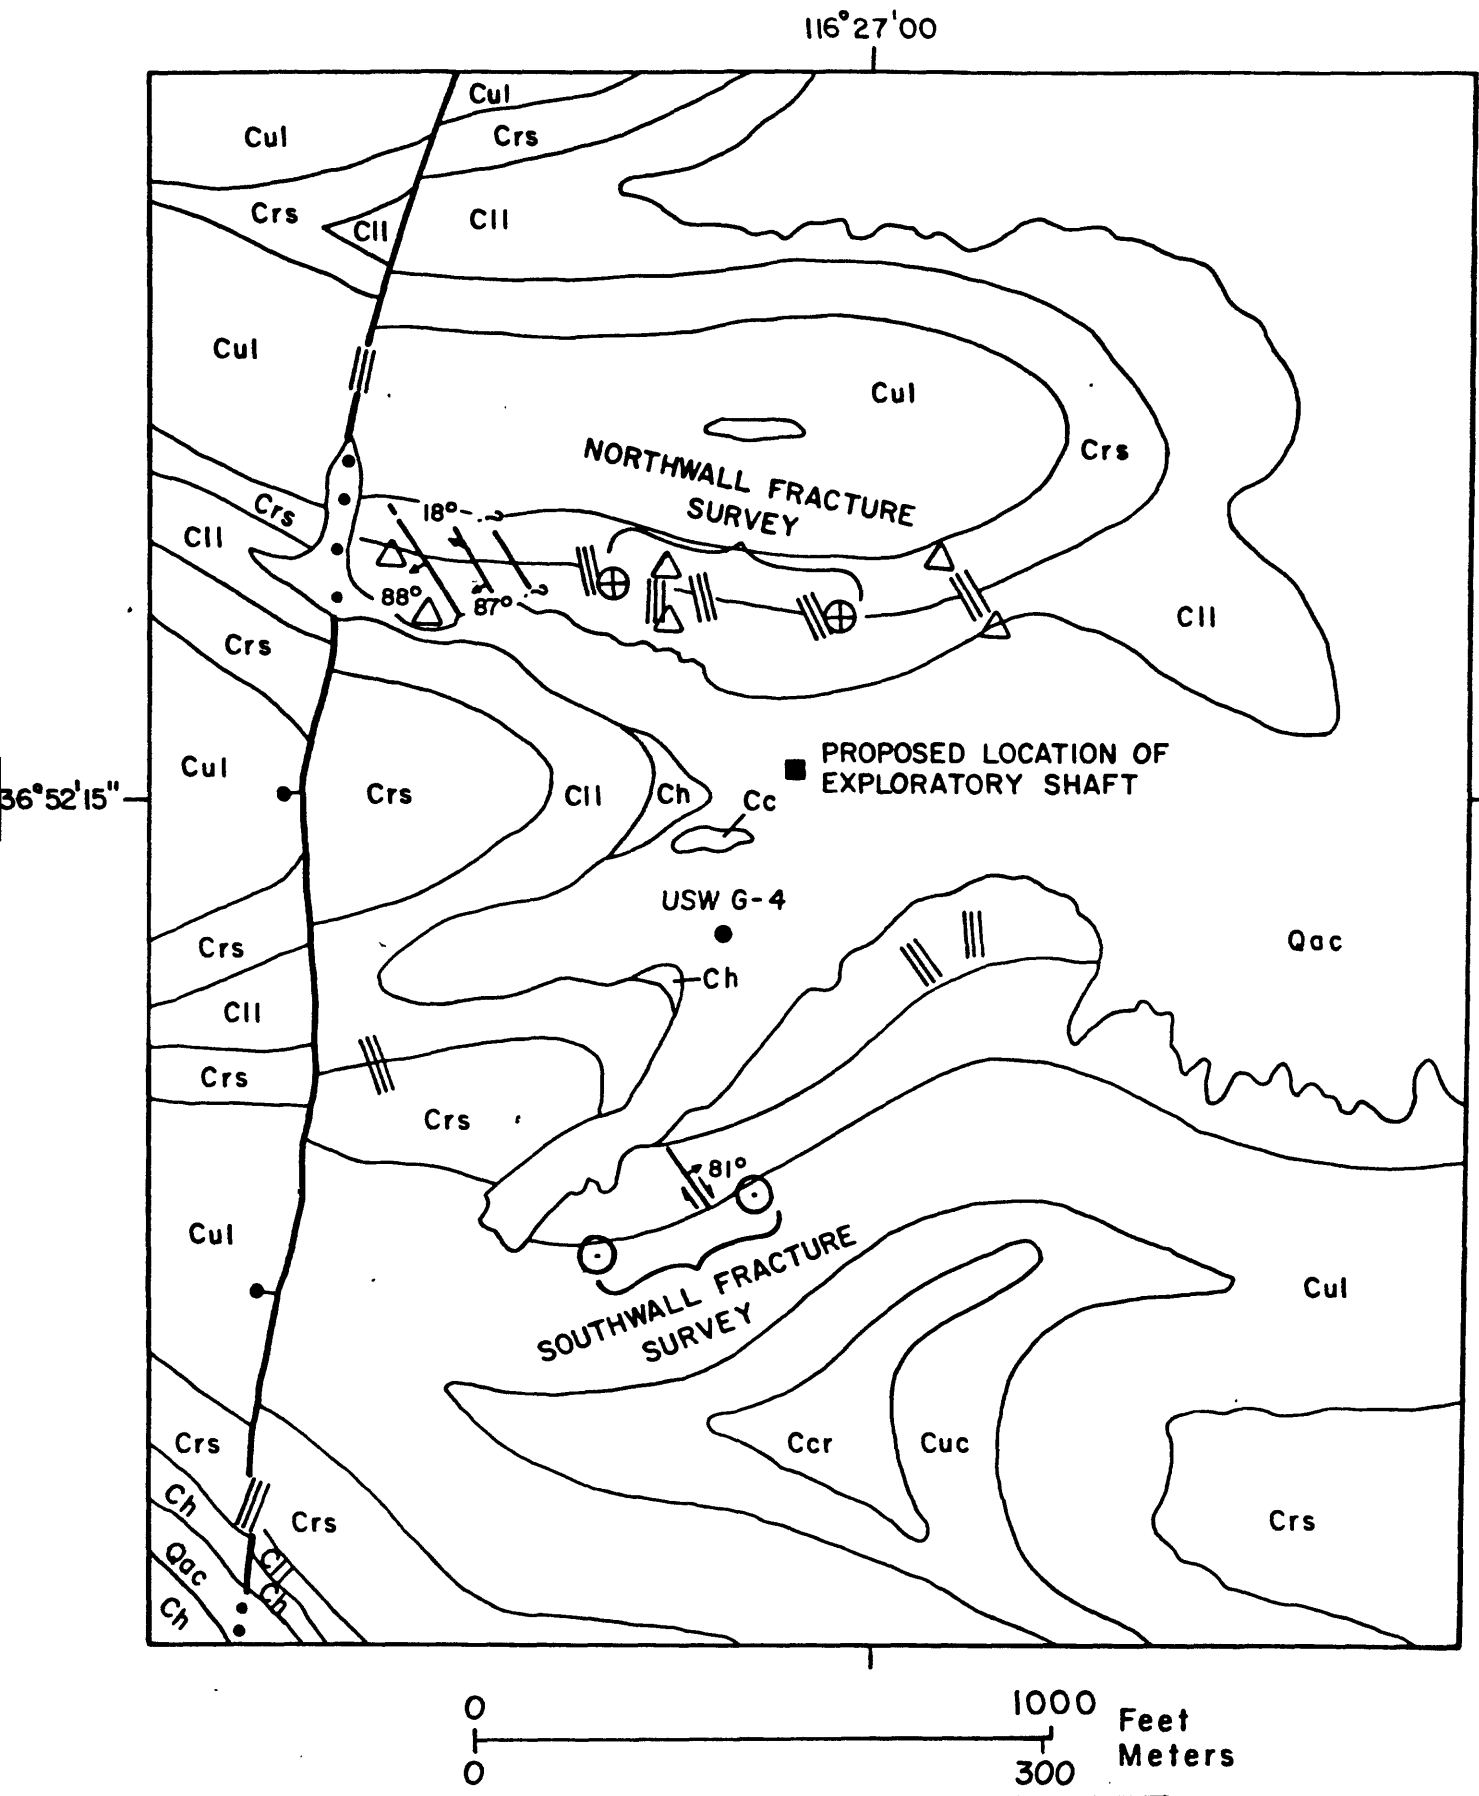 116°27'00
Cul
Cul
Crs
Crs
Cll
Cll
Cul
Cul
Crs
NORTHWALL FRACTURE
SURVEY
Crs
18°
?
Cll
88°
87°
?
Cll
Crs
PROPOSED LOCATION OF
EXPLORATORY SHAFT
Cul
Crs
Cll
Ch
Cc
36°52'15"
USW G-4
Crs
Qac
Ch
Cll
Crs
Crs
81°
Cul
SOUTHWALL FRACTURE
SURVEY
Cul
Crs
Ccr
Cuc
Ch
Crs
Crs
Qac
Cll
Ch
Ch
0 1000 Feet
0 300 Meters